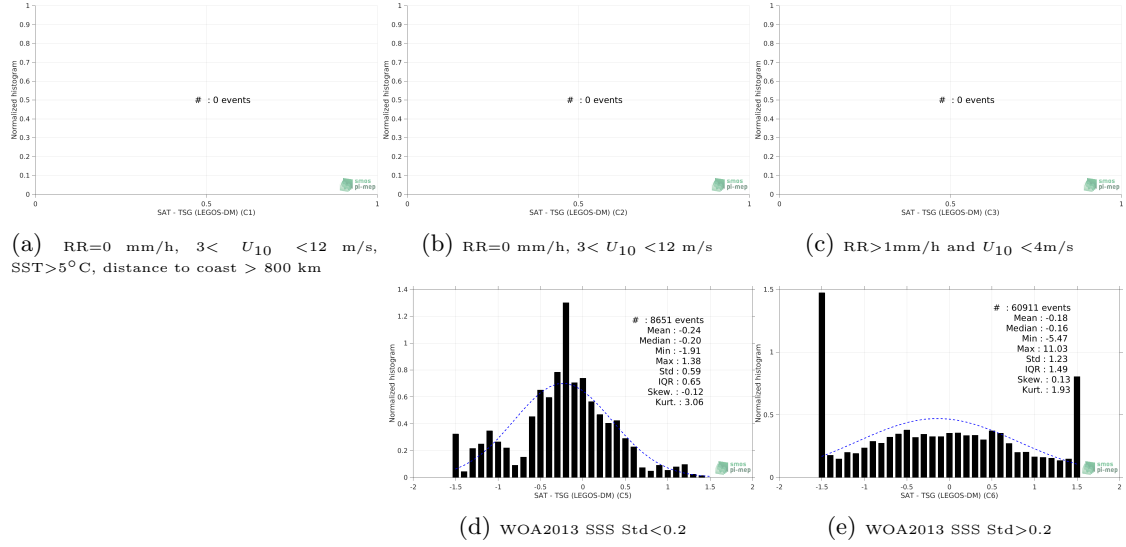 1
0.9
0.8
0.7
0.6
0.5
0.4
0.3
0.2
0.1
0
Normalized histogram
# : 0 events
smos
pi-mep
0 0.5 1
SAT - TSG (LEGOS-DM) (C1)
(a) RR=0 mm/h, 3< U10 <12 m/s,
SST>5°C, distance to coast > 800 km
1
0.9
0.8
0.7
0.6
0.5
0.4
0.3
0.2
0.1
0
Normalized histogram
# : 0 events
smos
pi-mep
0 0.5 1
SAT - TSG (LEGOS-DM) (C2)
(b) RR=0 mm/h, 3< U10 <12 m/s
1
0.9
0.8
0.7
0.6
0.5
0.4
0.3
0.2
0.1
0
Normalized histogram
# : 0 events
smos
pi-mep
0 0.5 1
SAT - TSG (LEGOS-DM) (C3)
(c) RR>1mm/h and U10 <4m/s
1.4
1.2
1
0.8
0.6
0.4
0.2
0
Normalized histogram
# : 8651 events
Mean : -0.24
Median : -0.20
Min : -1.91
Max : 1.38
Std : 0.59
IQR : 0.65
Skew. : -0.12
Kurt. : 3.06
smos
pi-mep
-2 -1.5 -1 -0.5 0 0.5 1 1.5 2
SAT - TSG (LEGOS-DM) (C5)
(d) WOA2013 SSS Std<0.2
1.5
1
0.5
0
Normalized histogram
# : 60911 events
Mean : -0.18
Median : -0.16
Min : -5.47
Max : 11.03
Std : 1.23
IQR : 1.49
Skew. : 0.13
Kurt. : 1.93
smos
pi-mep
-2 -1.5 -1 -0.5 0 0.5 1 1.5 2
SAT - TSG (LEGOS-DM) (C6)
(e) WOA2013 SSS Std>0.2